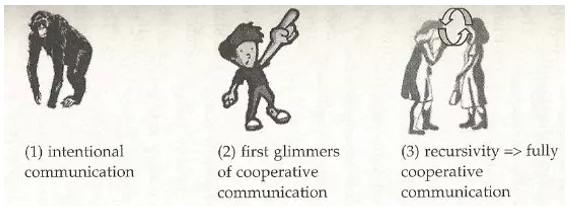 (1) intentional
communication
(2) first glimmers
of cooperative
communication
(3) recursivity => fully
cooperative
communication